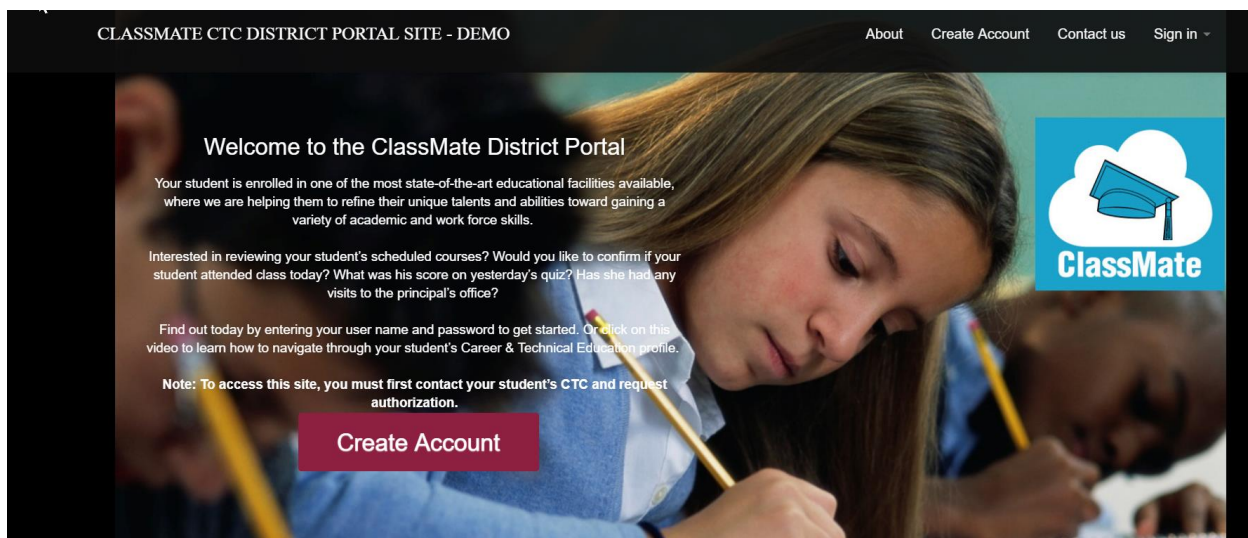 CLASSMATE CTC DISTRICT PORTAL SITE - DEMO
About Create Account Contact us Sign in
Welcome to the ClassMate District Portal
Your student is enrolled in one of the most state-of-the-art educational facilities available,
where we are helping them to refine their unique talents and abilities toward gaining a
variety of academic and work force skills.
Interested in reviewing your student’s scheduled courses? Would you like to confirm if your
student attended class today? What was his score on yesterday’s quiz? Has she had any
visits to the principal’s office?
Find out today by entering your user name and password to get started. Or click on this
video to learn how to navigate through your student’s Career & Technical Education profile.
Note: To access this site, you must first contact your student’s CTC and request
authorization.
Create Account
ClassMate